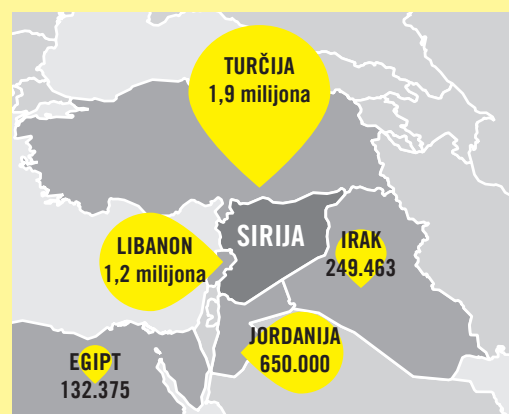 TURČIJA
1,9 milijona
SIRIJA
LIBANON
1,2 milijona
IRAK
249.463
JORDANIJA
650.000
EGIPT
132.375